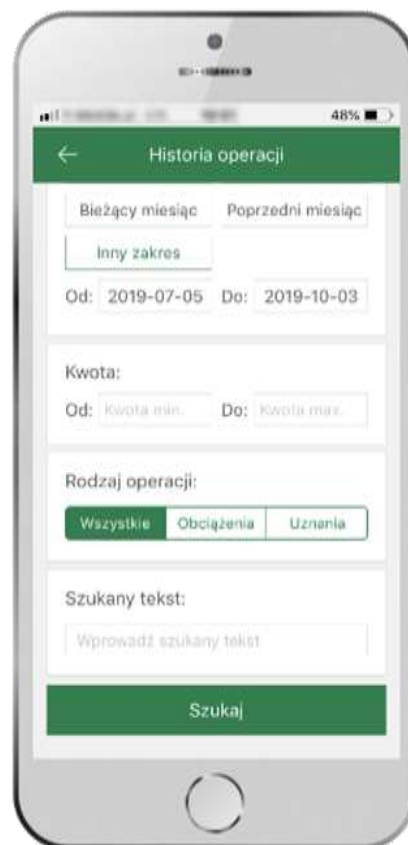 48%
Historia operacji
Bieżący miesiąc Poprzedni miesiąc
Inny zakres
Od: 2019-07-05 Do: 2019-10-03
Kwota:
Od: Kwota min. Do: Kwota max.
Rodzaj operacji:
Wszystkie Obciążenia Uznania
Szukany tekst:
Wprowadź szukany tekst
Szukaj